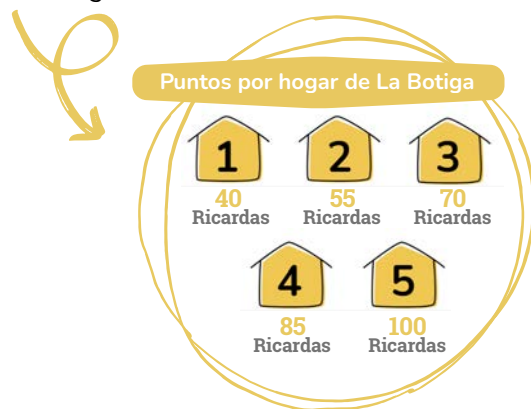 Puntos por hogar de La Botiga
1 2 3
40 55 70
Ricardas Ricardas Ricardas
4 5
85 100
Ricardas Ricardas